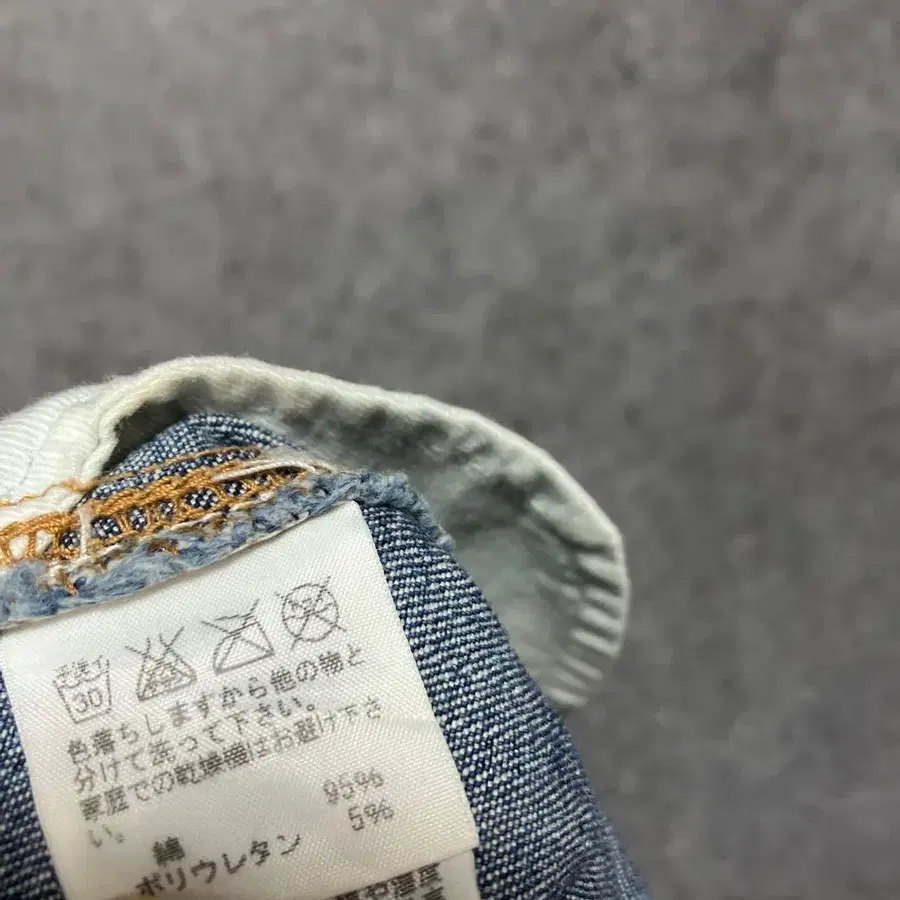 手洗イ
30
色落ちしますから他の物と
分けて洗って下さい。
家庭での乾燥機はお避け下さ
い。
綿 95%
ポリウレタン 5%